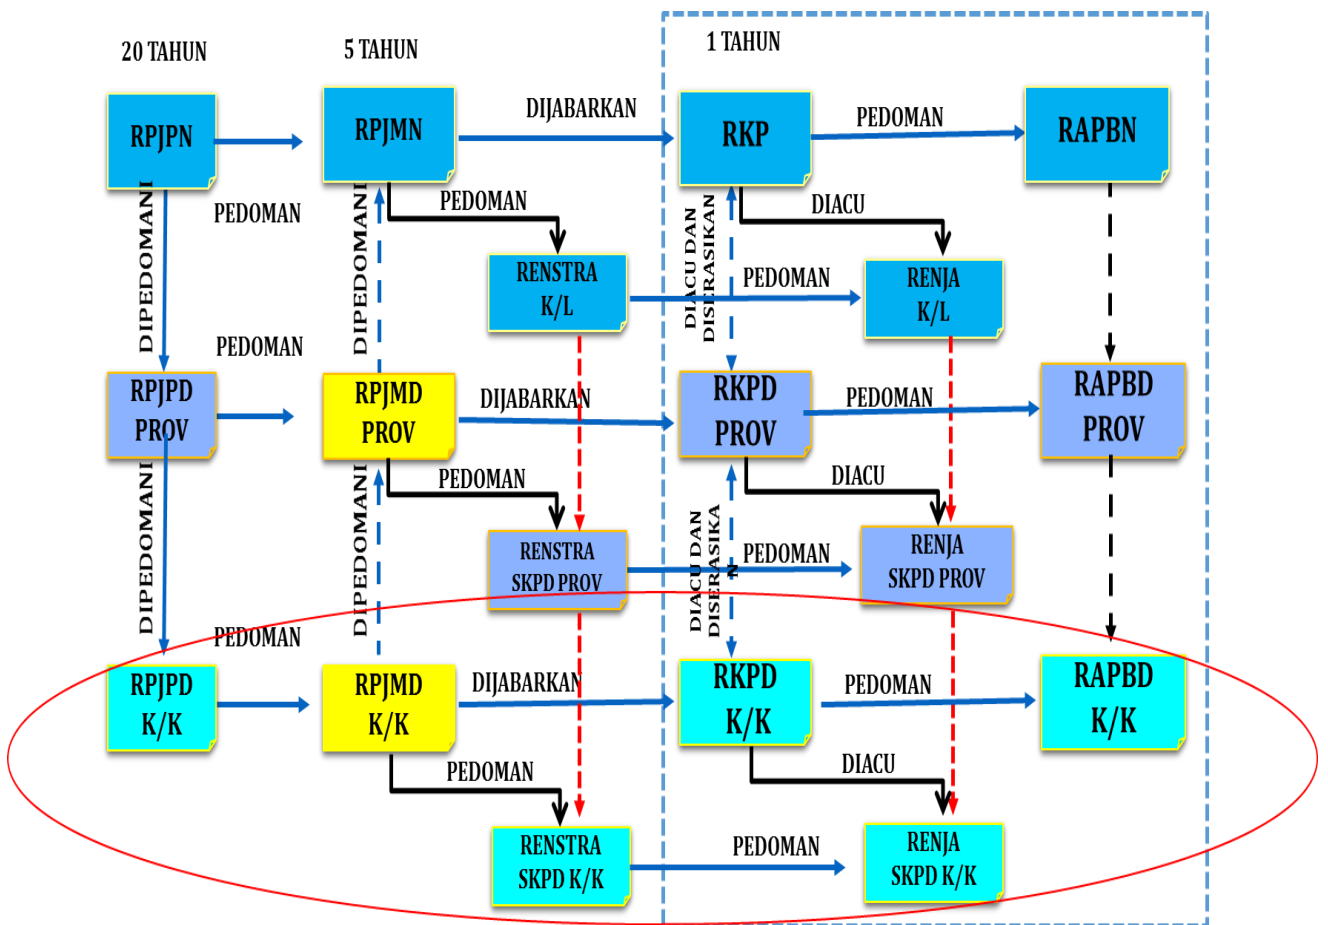 20 TAHUN
5 TAHUN
1 TAHUN
RPJPN
RPJMN
DIJABARKAN
RKP
PEDOMAN
RAPBN
DIPEDOMANI
PEDOMAN
DIPEDOMANI
PEDOMAN
DIACU DAN
DISERASIKAN
DIACU
RENSTRA
K/L
PEDOMAN
RENJA
K/L
PEDOMAN
RPJPD
PROV
RPJMD
PROV
DIJABARKAN
RKPD
PROV
PEDOMAN
RAPBD
PROV
DIPEDOMANI
DIPEDOMANI
PEDOMAN
DIACU DAN
DISERASIKA
N
DIACU
RENSTRA
SKPD PROV
PEDOMAN
RENJA
SKPD PROV
PEDOMAN
RPJPD
K/K
RPJMD
K/K
DIJABARKAN
RKPD
K/K
PEDOMAN
RAPBD
K/K
PEDOMAN
DIACU
RENSTRA
SKPD K/K
PEDOMAN
RENJA
SKPD K/K